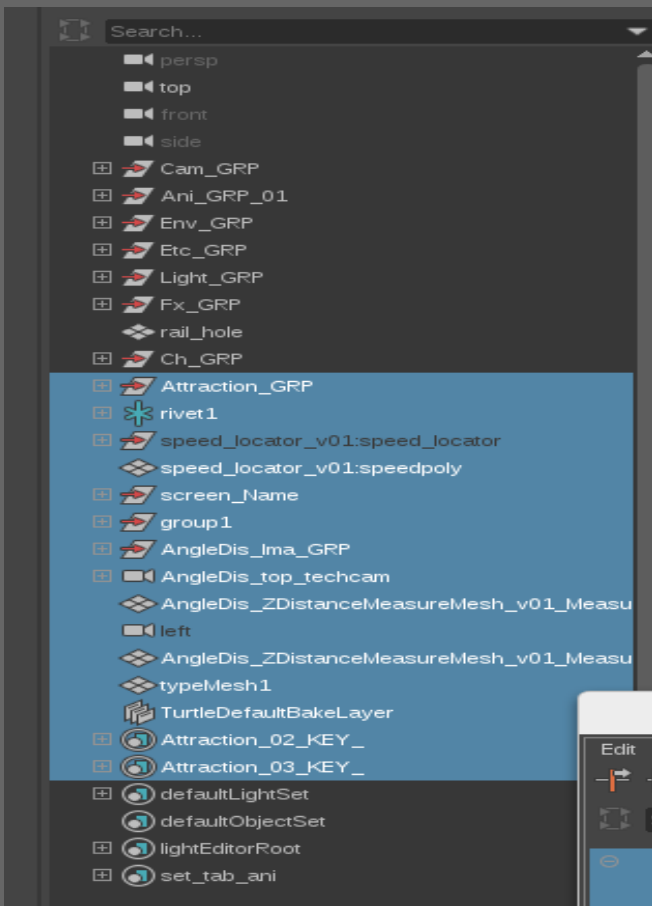 Search...
persp
top
front
side
Cam_GRP
Ani_GRP_01
Env_GRP
Etc_GRP
Light_GRP
Fx_GRP
rail_hole
Ch_GRP
Attraction_GRP
rivet1
speed_locator_v01:speed_locator
speed_locator_v01:speedpoly
screen_Name
group1
AngleDis_Ima_GRP
AngleDis_top_techcam
AngleDis_ZDistanceMeasureMesh_v01_Measu
left
AngleDis_ZDistanceMeasureMesh_v01_Measu
typeMesh1
TurtleDefaultBakeLayer
Attraction_02_KEY_
Edit
Attraction_03_KEY_
defaultLightSet
defaultObjectSet
lightEditorRoot
set_tab_ani